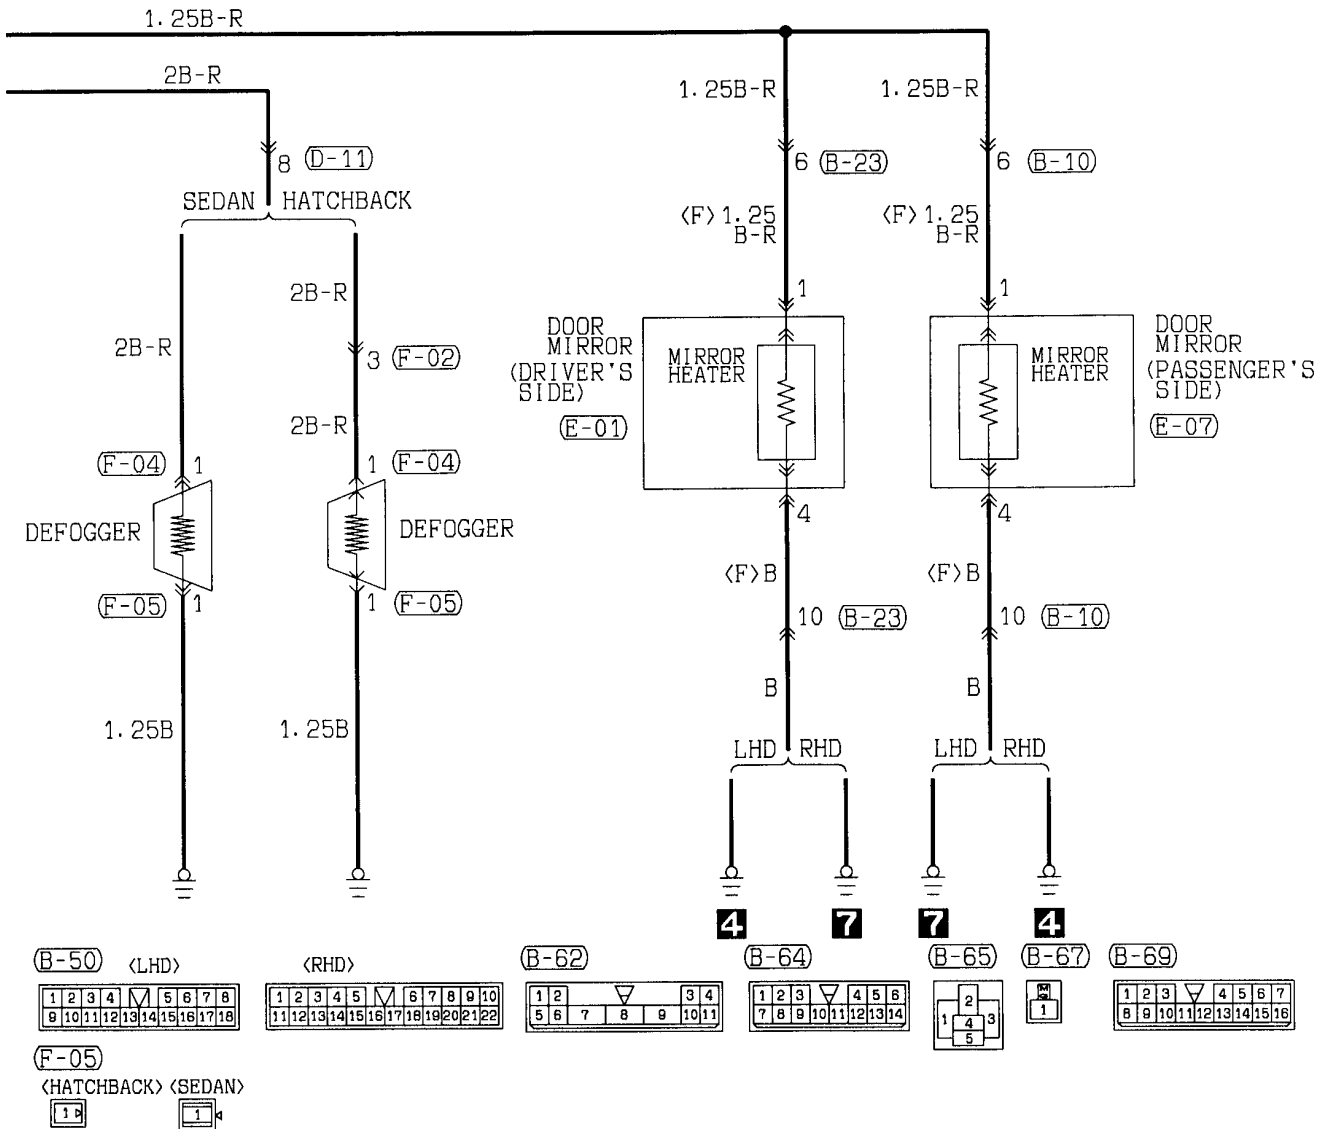 1.25B-R
2B-R
1.25B-R
1.25B-R
8 (D-11)
6 (B-23)
6 (B-10)
SEDAN HATCHBACK
<F>1.25
B-R
<F>1.25
B-R
2B-R
1
1
2B-R
3 (F-02)
DOOR
MIRROR
(DRIVER'S
SIDE)
(E-01)
MIRROR
HEATER
MIRROR
HEATER
DOOR
MIRROR
(PASSENGER'S
SIDE)
(E-07)
2B-R
(F-04) 1
1 (F-04)
4
4
DEFOGGER
DEFOGGER
<F>B
<F>B
(F-05) 1
1 (F-05)
10 (B-23)
10 (B-10)
B
B
1.25B
1.25B
LHD RHD
LHD RHD
4
7
7
4
(B-50) <LHD>
<RHD>
(B-62)
(B-64)
(B-65)
(B-67)
(B-69)
1 2 3 4 5 6 7 8
9 10 11 12 13 14 15 16 17 18
1 2 3 4 5 6 7 8 9 10
11 12 13 14 15 16 17 18 19 20 21 22
1 2 3 4
5 6 7 8 9 10 11
1 2 3 4 5 6
7 8 9 10 11 12 13 14
2
1 4 3
5
1
1 2 3 4 5 6 7
8 9 10 11 12 13 14 15 16
(F-05)
<HATCHBACK> <SEDAN>
1
1